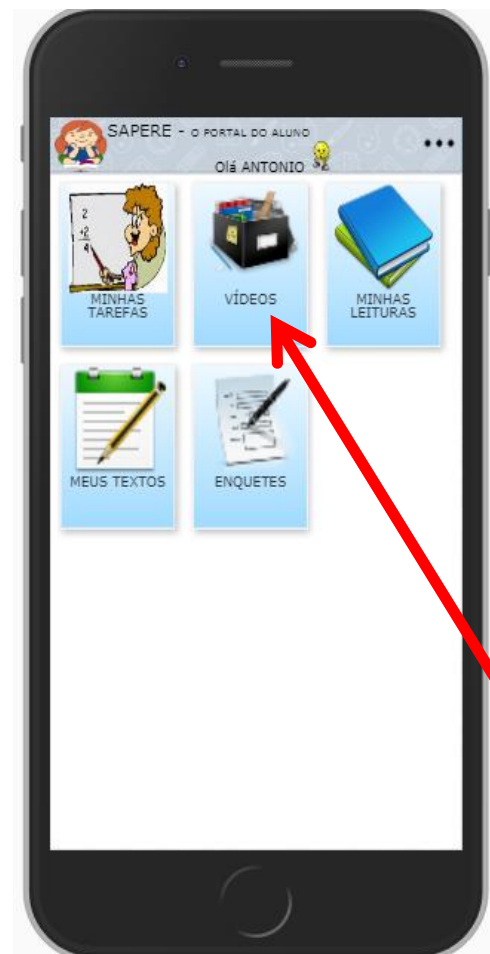 SAPERE - O PORTAL DO ALUNO
Olá ANTONIO
2
+2
4
MINHAS
TAREFAS
VÍDEOS
MINHAS
LEITURAS
MEUS TEXTOS
ENQUETES